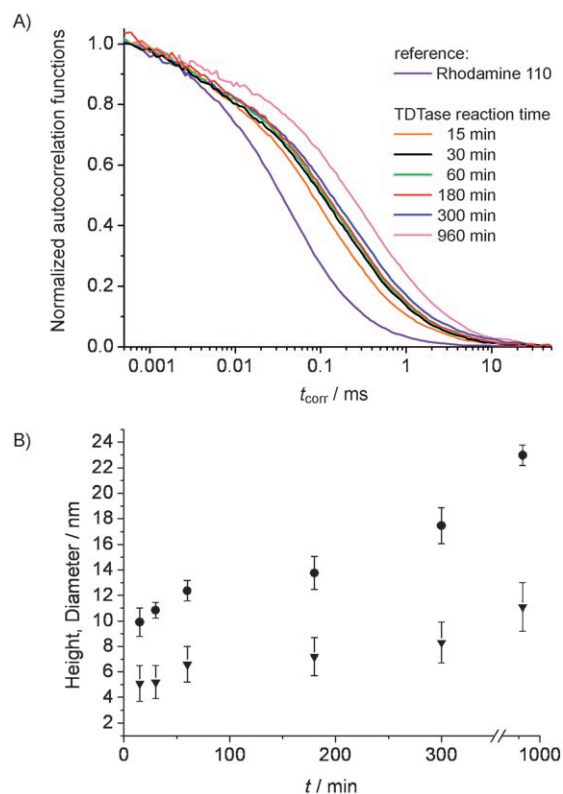 A)
Normalized autocorrelation functions
1.0
0.8
0.6
0.4
0.2
0.0
0.001 0.01 0.1 1 10
tcorr / ms
reference:
Rhodamine 110
TDTase reaction time
15 min
30 min
60 min
180 min
300 min
960 min
B)
Height, Diameter / nm
24
22
20
18
16
14
12
10
8
6
4
2
0 100 200 300 1000
t / min